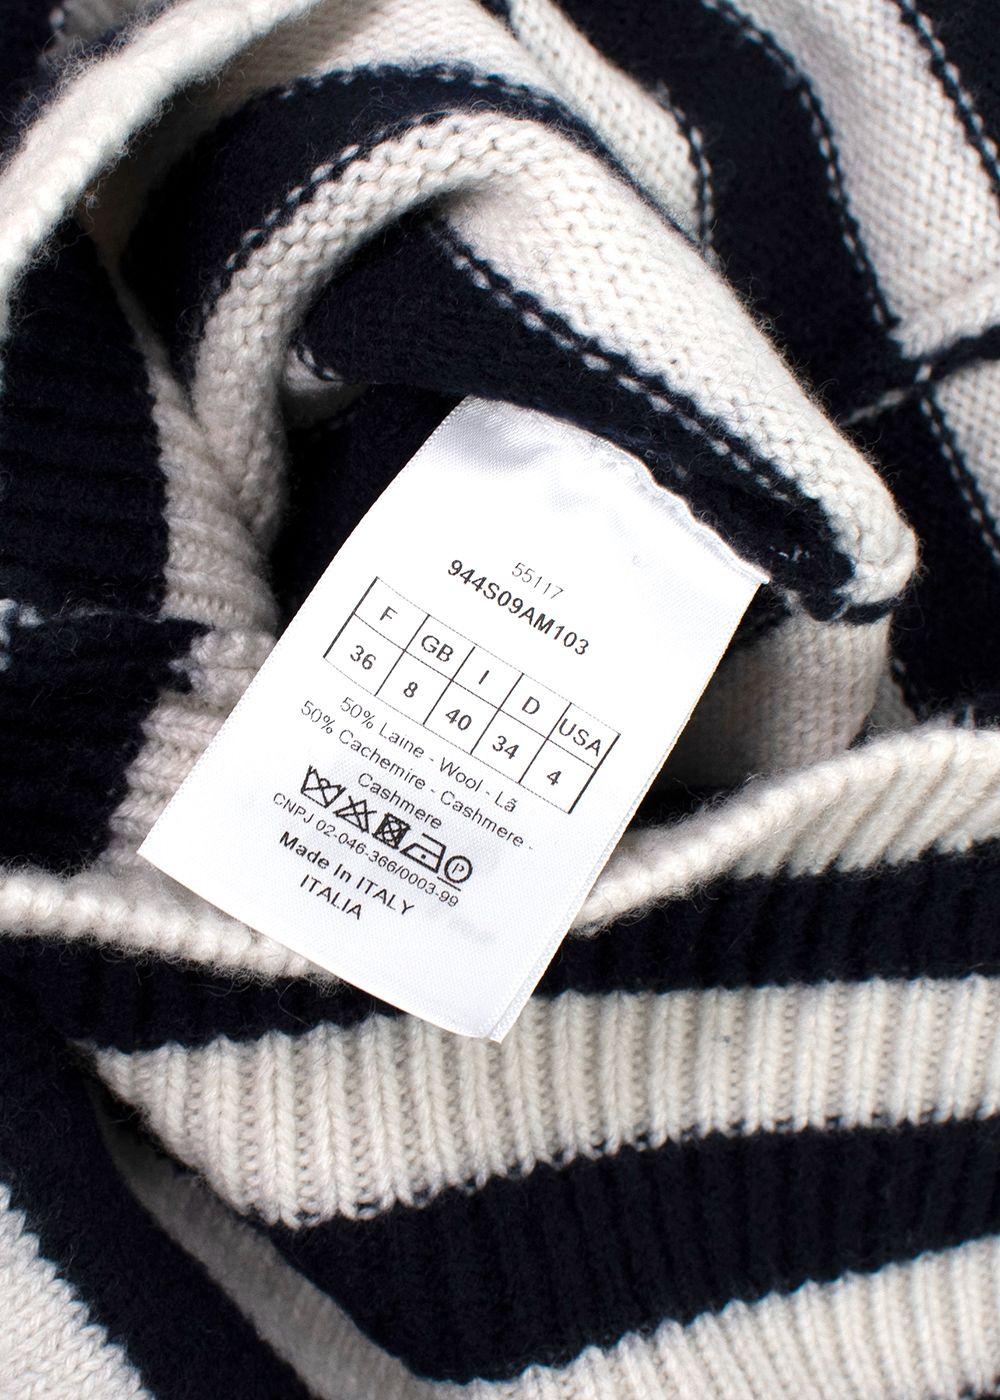 55117
944S09AM103
F GB I D USA
36 8 40 34 4
50% Laine - Wool - Lã
50% Cachemire - Cashmere -
Cashmere
P
CNPJ 02-046-366/0003-99
Made In ITALY
ITALIA